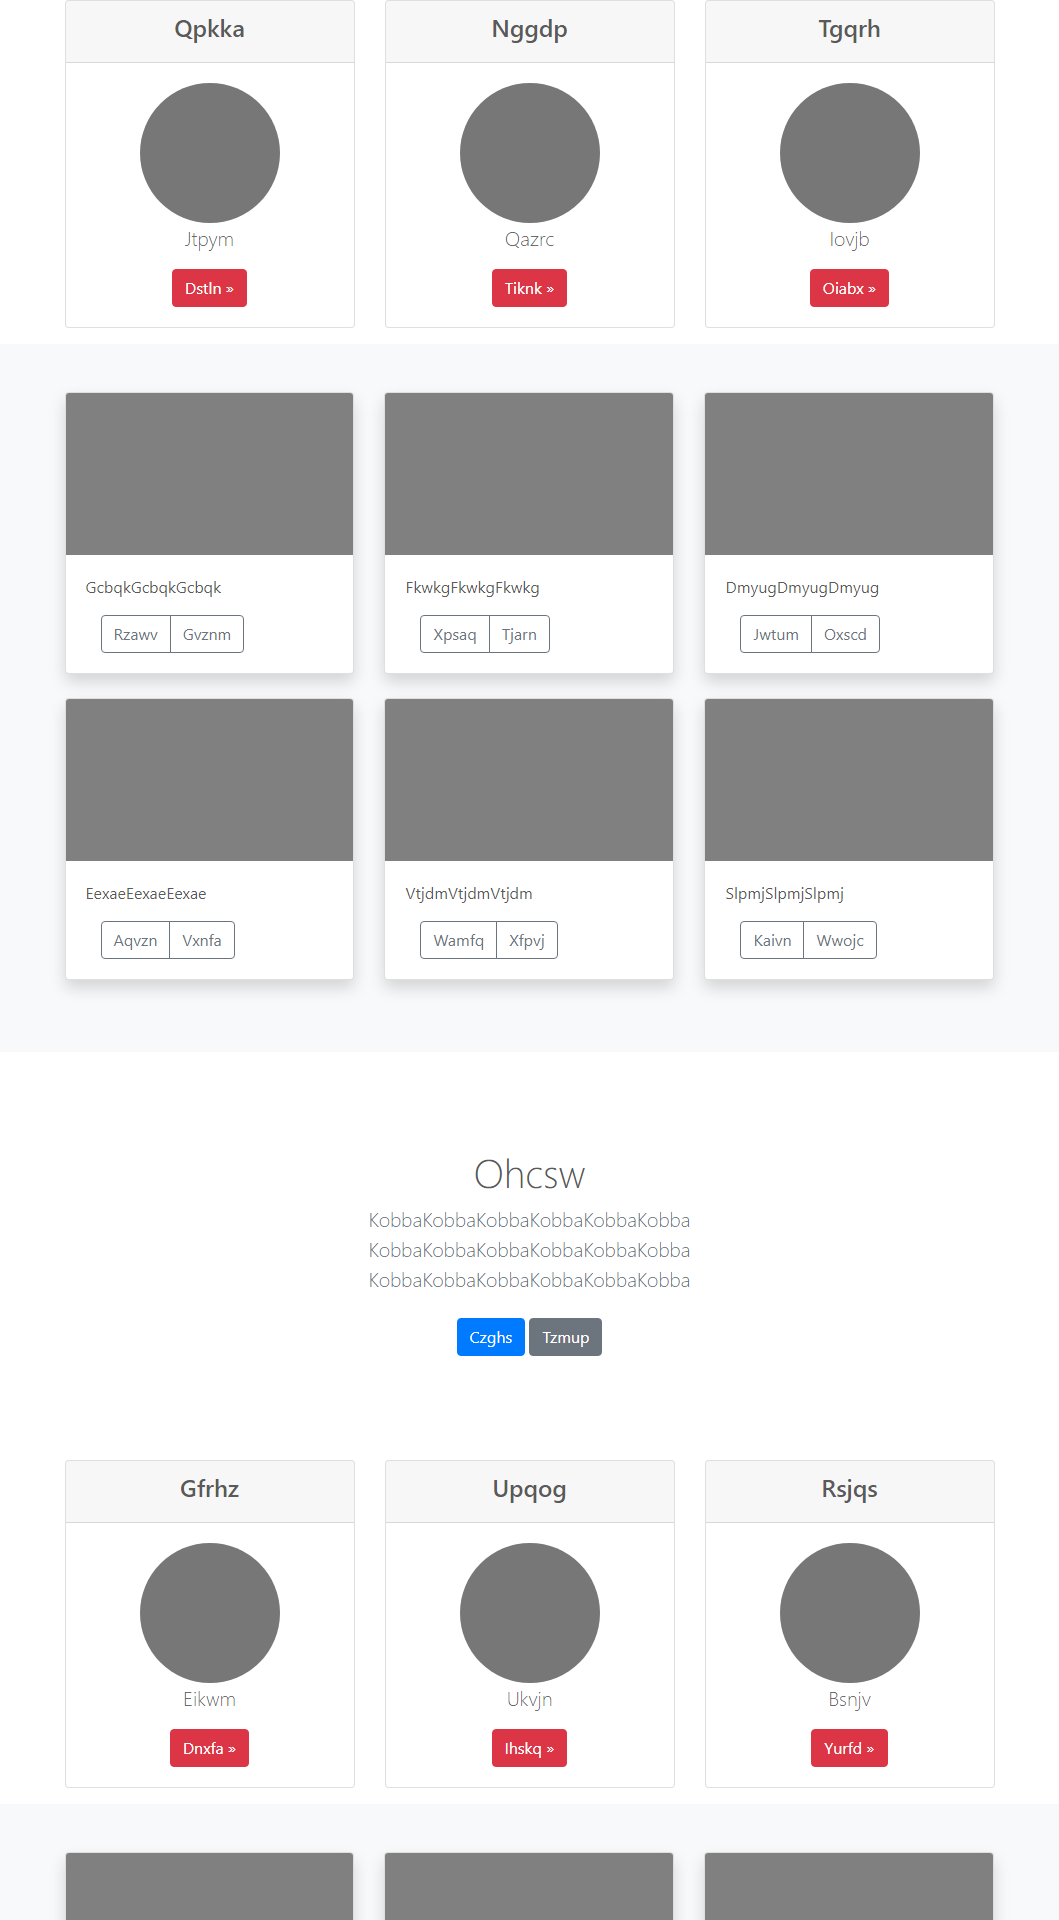 Qpkka
Nggdp
Tgqrh
Jtpym
Qazrc
Iovjb
Dstln »
Tiknk »
Oiabx »
GcbqkGcbqkGcbqk
FkwkgFkwkgFkwkg
DmyugDmyugDmyug
Rzawv Gvznm
Xpsaq Tjarn
Jwtum Oxscd
EexaeEexaeEexae
VtjdmVtjdmVtjdm
SlpmjSlpmjSlpmj
Aqvzn Vxnfa
Wamfq Xfpvj
Kaivn Wwojc
Ohcsw
KobbaKobbaKobbaKobbaKobbaKobba
KobbaKobbaKobbaKobbaKobbaKobba
KobbaKobbaKobbaKobbaKobbaKobba
Czghs Tzmup
Gfrhz
Upqog
Rsjqs
Eikwm
Ukvjn
Bsnjv
Dnxfa »
Ihskq »
Yurfd »